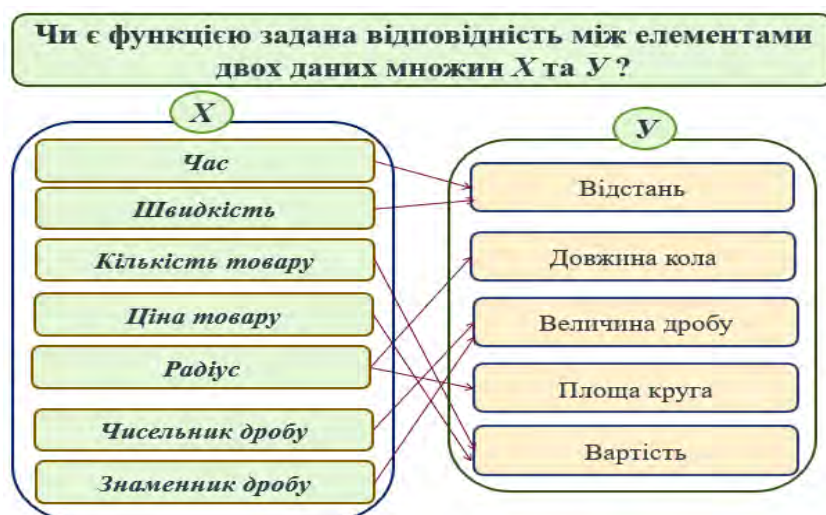 Чи є функцією задана відповідність між елементами
двох даних множин X та У ?
X
Час
Швидкість
Кількість товару
Ціна товару
Радіус
Чисельник дробу
Знаменник дробу
У
Відстань
Довжина кола
Величина дробу
Площа круга
Вартість